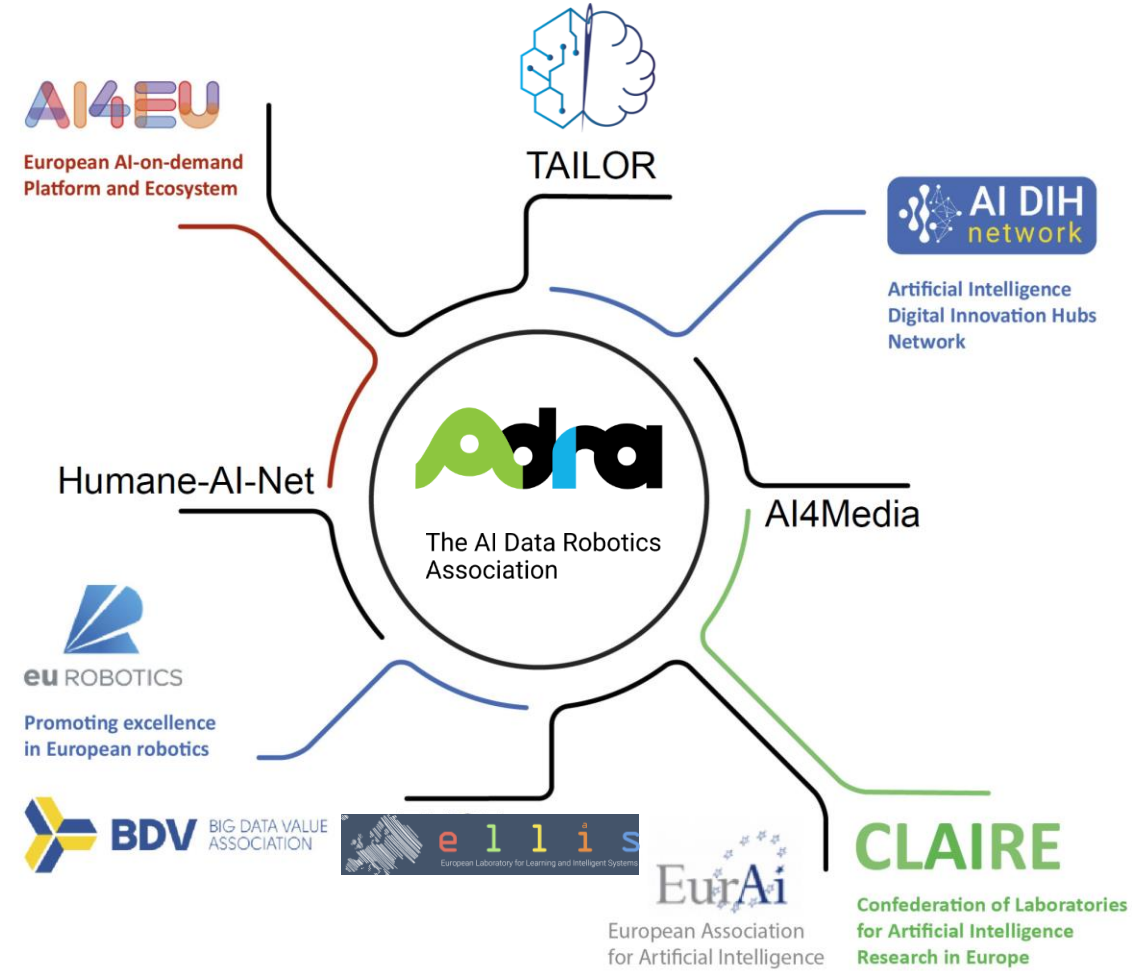 TAILOR
AI4EU
European AI-on-demand
Platform and Ecosystem
AI DIH
network
Artificial Intelligence
Digital Innovation Hubs
Network
Adra
The AI Data Robotics
Association
Humane-AI-Net
AI4Media
eu ROBOTICS
Promoting excellence
in European robotics
BDV
BIG DATA VALUE
ASSOCIATION
ellis
European Laboratory for Learning and Intelligent Systems
EurAi
European Association
for Artificial Intelligence
CLAIRE
Confederation of Laboratories
for Artificial Intelligence
Research in Europe